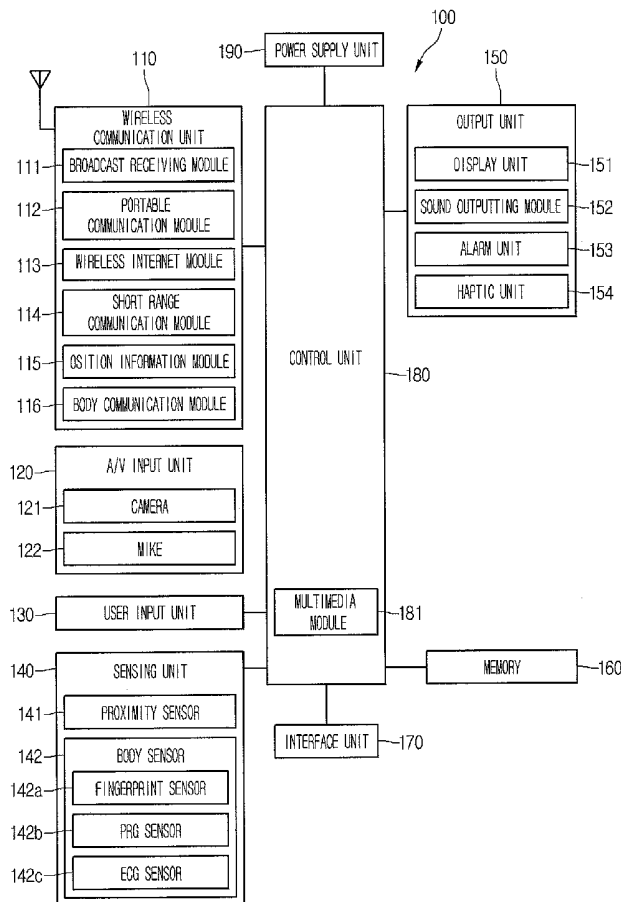 100
190
POWER SUPPLY UNIT
110
WIRELESS
COMMUNICATION UNIT
111
BROADCAST RECEIVING MODULE
112
PORTABLE
COMMUNICATION MODULE
113
WIRELESS INTERNET MODULE
114
SHORT RANGE
COMMUNICATION MODULE
115
OSITION INFORMATION MODULE
116
BODY COMMUNICATION MODULE
120
A/V INPUT UNIT
121
CAMERA
122
MIKE
130
USER INPUT UNIT
140
SENSING UNIT
141
PROXIMITY SENSOR
142
BODY SENSOR
142a
FINGERPRINT SENSOR
142b
PRG SENSOR
142c
ECG SENSOR
CONTROL UNIT
180
MULTIMEDIA
MODULE
181
150
OUTPUT UNIT
DISPLAY UNIT
151
SOUND OUTPUTTING MODULE
152
ALARM UNIT
153
HAPTIC UNIT
154
MEMORY
160
INTERFACE UNIT
170